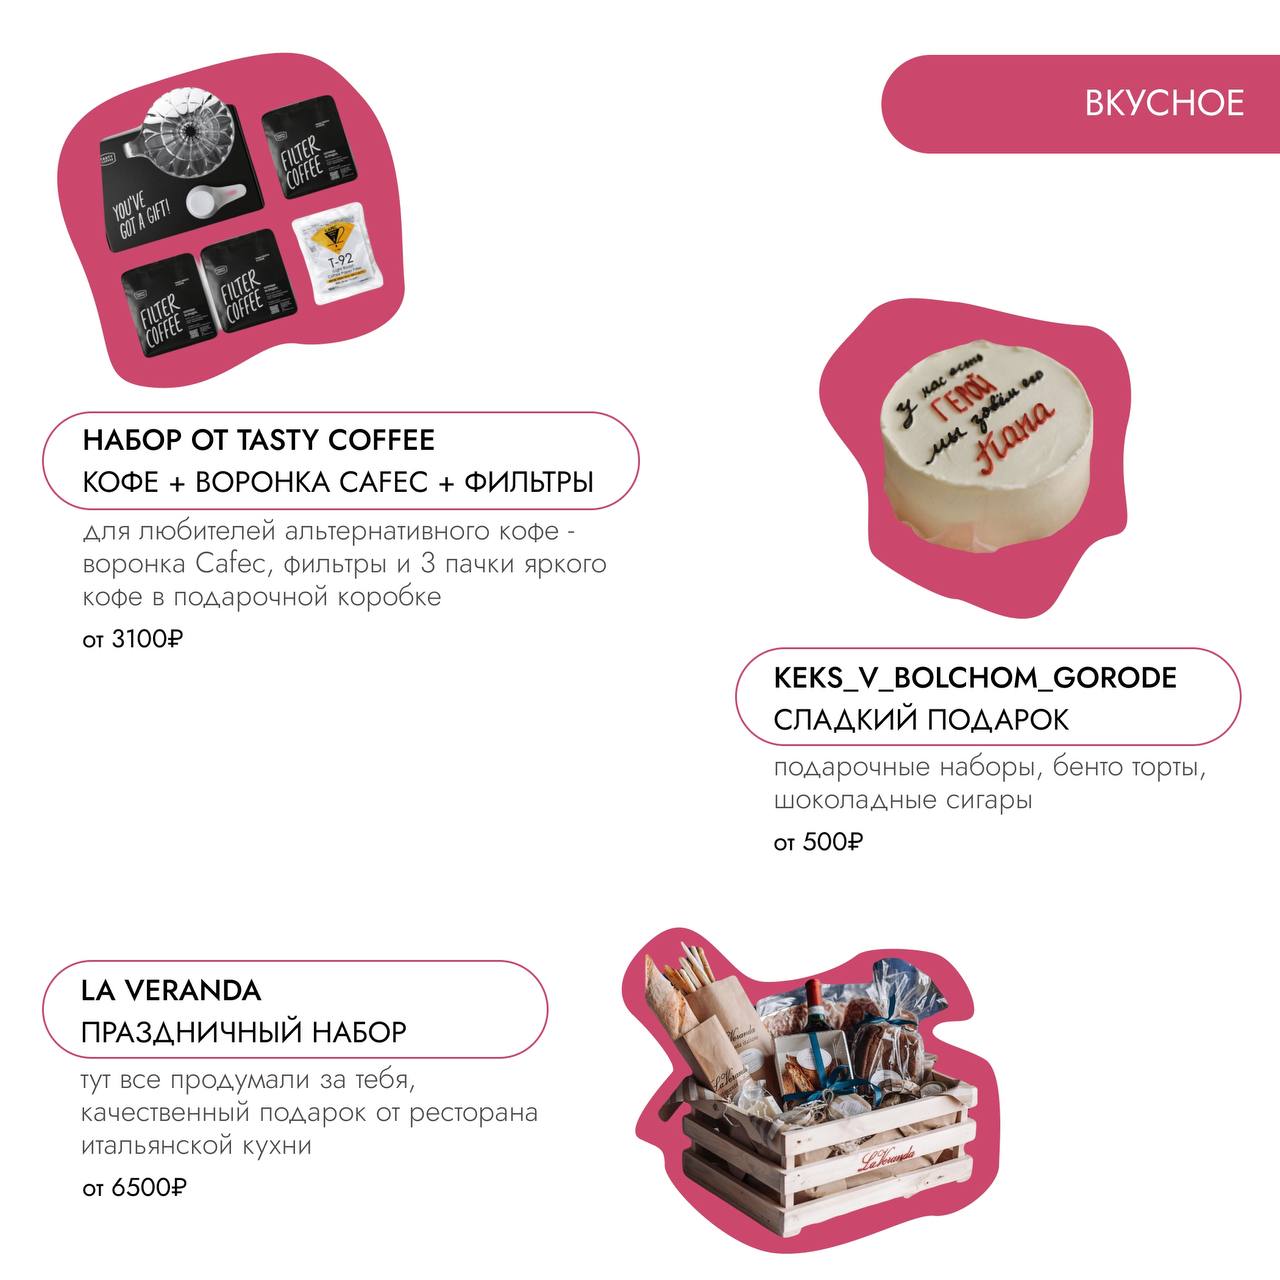 ВКУСНОЕ
TASTY COFFEE
YOU'VE
GOT A GIFT!
FILTER
COFFEE
T-92
FILTER
COFFEE
FILTER
COFFEE
НАБОР ОТ TASTY COFFEE
КОФЕ + ВОРОНКА CAFEC + ФИЛЬТРЫ
для любителей альтернативного кофе -
воронка Cafec, фильтры и 3 пачки яркого
кофе в подарочной коробке
от 3100₽
у нас есть
ГЕРОЙ
мы зовём его
Папа
KEKS_V_BOLCHOM_GORODE
СЛАДКИЙ ПОДАРОК
подарочные наборы, бенто торты,
шоколадные сигары
от 500₽
LA VERANDA
ПРАЗДНИЧНЫЙ НАБОР
тут все продумали за тебя,
качественный подарок от ресторана
итальянской кухни
от 6500₽
La Veranda
La Veranda
La Veranda